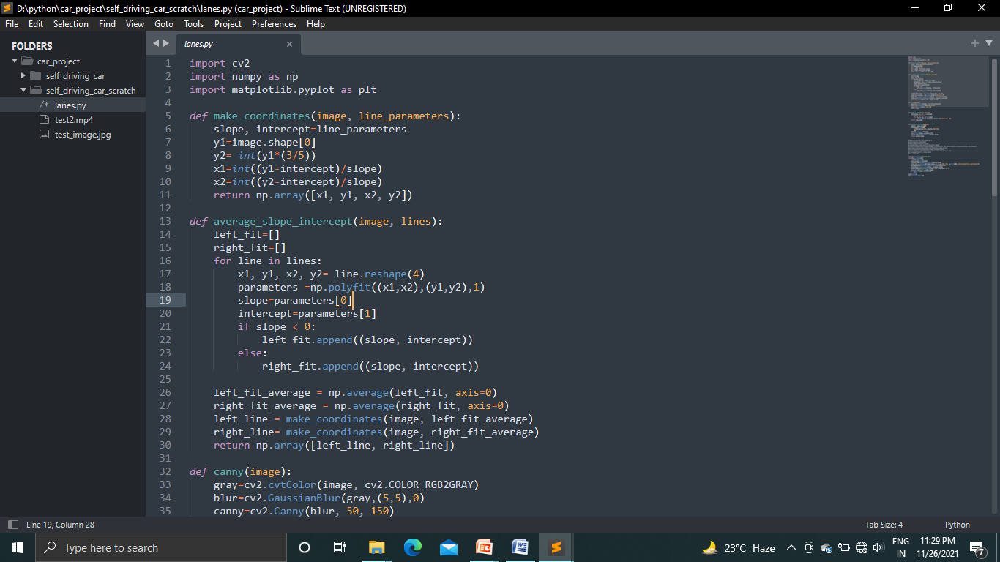 D:\python\car_project\self_driving_car_scratch\lanes.py (car_project) - Sublime Text (UNREGISTERED)
File Edit Selection Find View Goto Tools Project Preferences Help
FOLDERS
car_project
self_driving_car
self_driving_car_scratch
/* lanes.py
test2.mp4
test_image.jpg
lanes.py
1 import cv2
2 import numpy as np
3 import matplotlib.pyplot as plt
4
5 def make_coordinates(image, line_parameters):
6     slope, intercept=line_parameters
7     y1=image.shape[0]
8     y2= int(y1*(3/5))
9     x1=int((y1-intercept)/slope)
10     x2=int((y2-intercept)/slope)
11     return np.array([x1, y1, x2, y2])
12
13 def average_slope_intercept(image, lines):
14     left_fit=[]
15     right_fit=[]
16     for line in lines:
17         x1, y1, x2, y2= line.reshape(4)
18         parameters =np.polyfit((x1,x2),(y1,y2),1)
19         slope=parameters[0]
20         intercept=parameters[1]
21         if slope < 0:
22             left_fit.append((slope, intercept))
23         else:
24             right_fit.append((slope, intercept))
25
26     left_fit_average = np.average(left_fit, axis=0)
27     right_fit_average = np.average(right_fit, axis=0)
28     left_line = make_coordinates(image, left_fit_average)
29     right_line= make_coordinates(image, right_fit_average)
30     return np.array([left_line, right_line])
31
32 def canny(image):
33     gray=cv2.cvtColor(image, cv2.COLOR_RGB2GRAY)
34     blur=cv2.GaussianBlur(gray,(5,5),0)
35     canny=cv2.Canny(blur, 50, 150)
Line 19, Column 28
Tab Size: 4
Python
Type here to search
23°C Haze
ENG
IN
11:29 PM
11/26/2021
7